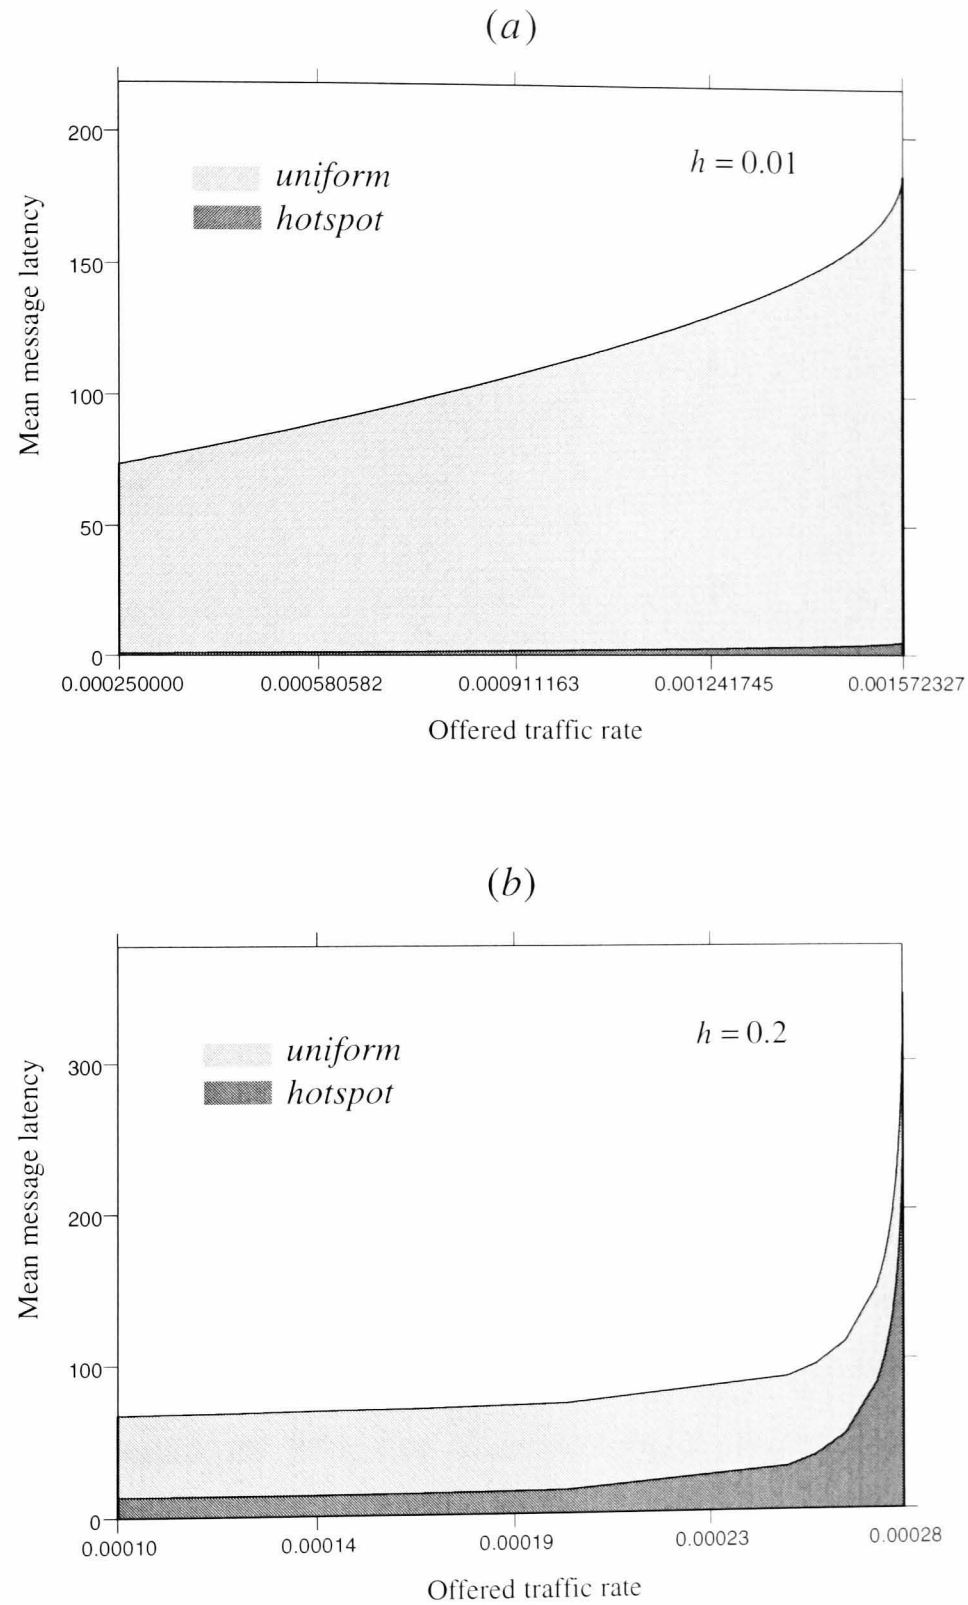 (a)
200
150
100
50
0
Mean message latency
uniform
hotspot
h = 0.01
0.000250000 0.000580582 0.000911163 0.001241745 0.001572327
Offered traffic rate
(b)
300
200
100
0
Mean message latency
uniform
hotspot
h = 0.2
0.00010 0.00014 0.00019 0.00023 0.00028
Offered traffic rate